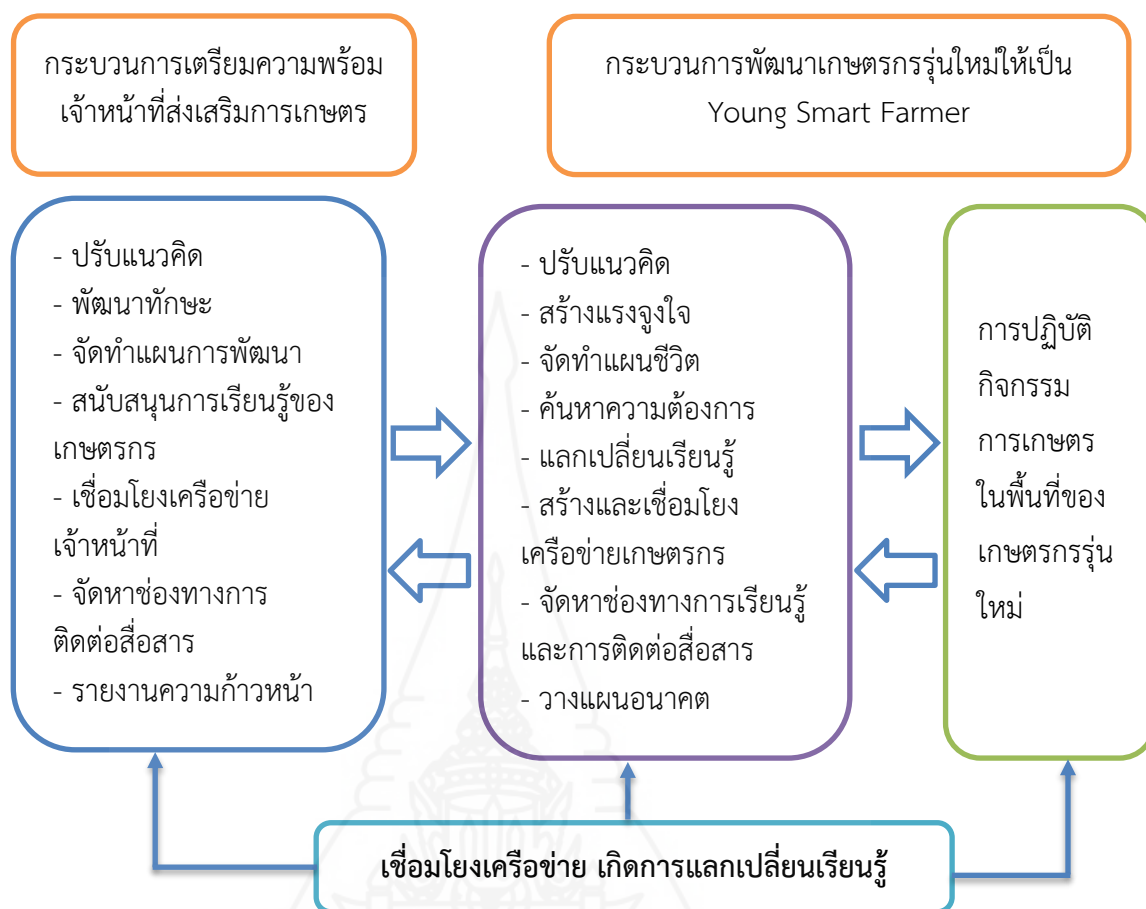 กระบวนการเตรียมความพร้อม
เจ้าหน้าที่ส่งเสริมการเกษตร
กระบวนการพัฒนาเกษตรกรรุ่นใหม่ให้เป็น
Young Smart Farmer
- ปรับแนวคิด
- พัฒนาทักษะ
- จัดทำแผนการพัฒนา
- สนับสนุนการเรียนรู้ของ
เกษตรกร
- เชื่อมโยงเครือข่าย
เจ้าหน้าที่
- จัดหาช่องทางการ
ติดต่อสื่อสาร
- รายงานความก้าวหน้า
- ปรับแนวคิด
- สร้างแรงจูงใจ
- จัดทำแผนชีวิต
- ค้นหาความต้องการ
- แลกเปลี่ยนเรียนรู้
- สร้างและเชื่อมโยง
เครือข่ายเกษตรกร
- จัดหาช่องทางการเรียนรู้
และการติดต่อสื่อสาร
- วางแผนอนาคต
การปฏิบัติ
กิจกรรม
การเกษตร
ในพื้นที่ของ
เกษตรกรรุ่น
ใหม่
เชื่อมโยงเครือข่าย เกิดการแลกเปลี่ยนเรียนรู้